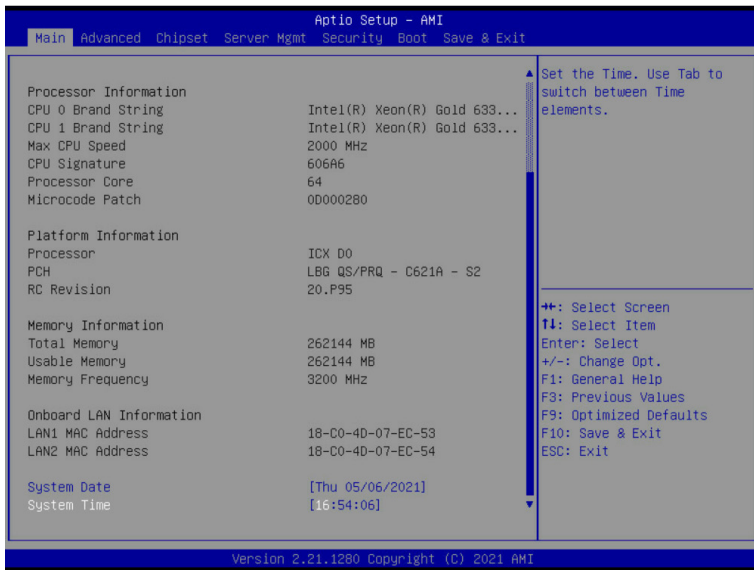 Aptio Setup - AMI
Main Advanced Chipset Server Mgmt Security Boot Save & Exit
Processor Information
CPU 0 Brand String Intel(R) Xeon(R) Gold 633...
CPU 1 Brand String Intel(R) Xeon(R) Gold 633...
Max CPU Speed 2000 MHz
CPU Signature 606A6
Processor Core 64
Microcode Patch 0D000280
Platform Information
Processor ICX D0
PCH LBG QS/PRQ - C621A - S2
RC Revision 20.P95
Memory Information
Total Memory 262144 MB
Usable Memory 262144 MB
Memory Frequency 3200 MHz
Onboard LAN Information
LAN1 MAC Address 18-C0-4D-07-EC-53
LAN2 MAC Address 18-C0-4D-07-EC-54
System Date [Thu 05/06/2021]
System Time [16:54:06]
Set the Time. Use Tab to
switch between Time
elements.
→←: Select Screen
↑↓: Select Item
Enter: Select
+/-: Change Opt.
F1: General Help
F3: Previous Values
F9: Optimized Defaults
F10: Save & Exit
ESC: Exit
Version 2.21.1280 Copyright (C) 2021 AMI